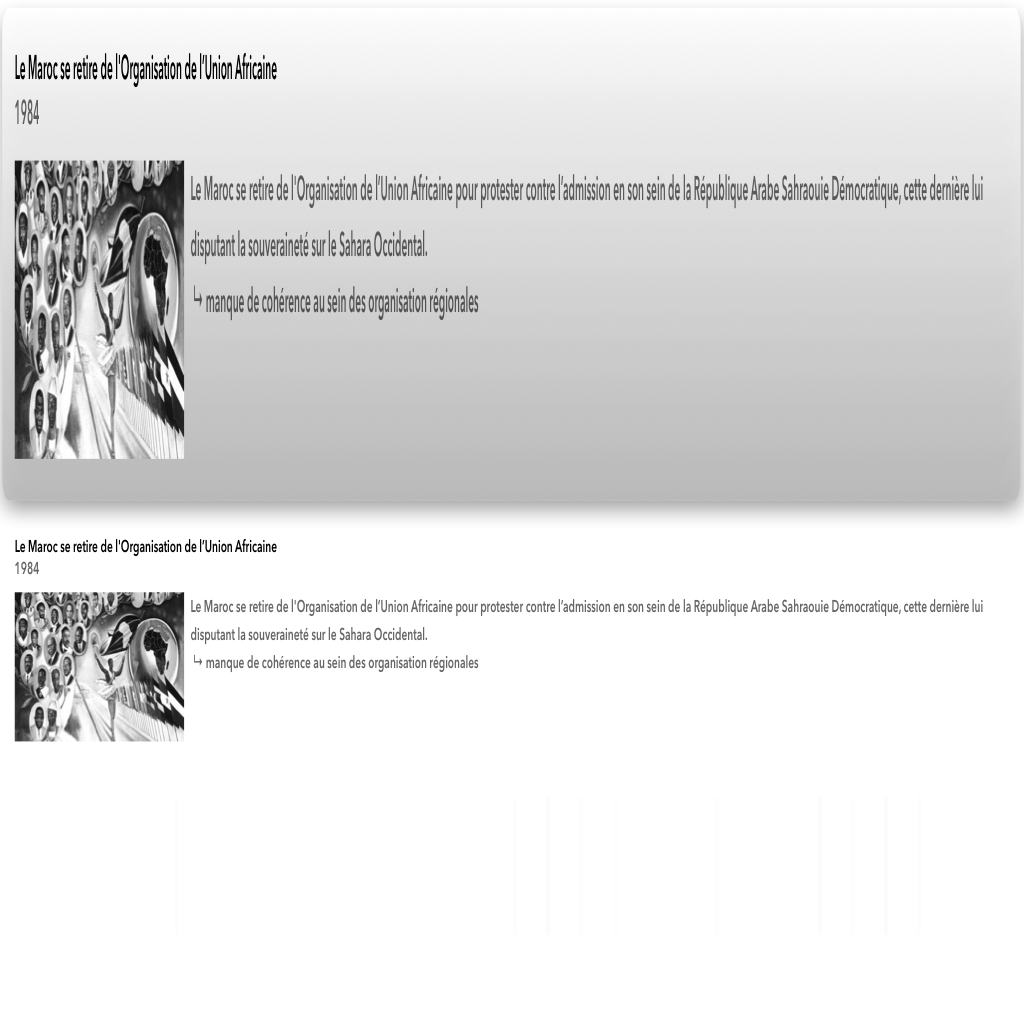 Le Maroc se retire de l'Organisation de l’Union Africaine
1984
Le Maroc se retire de l'Organisation de l’Union Africaine pour protester contre l’admission en son sein de la République Arabe Sahraouie Démocratique, cette dernière lui
disputant la souveraineté sur le Sahara Occidental.
↳ manque de cohérence au sein des organisation régionales
Le Maroc se retire de l'Organisation de l’Union Africaine
1984
Le Maroc se retire de l'Organisation de l’Union Africaine pour protester contre l’admission en son sein de la République Arabe Sahraouie Démocratique, cette dernière lui
disputant la souveraineté sur le Sahara Occidental.
↳ manque de cohérence au sein des organisation régionales